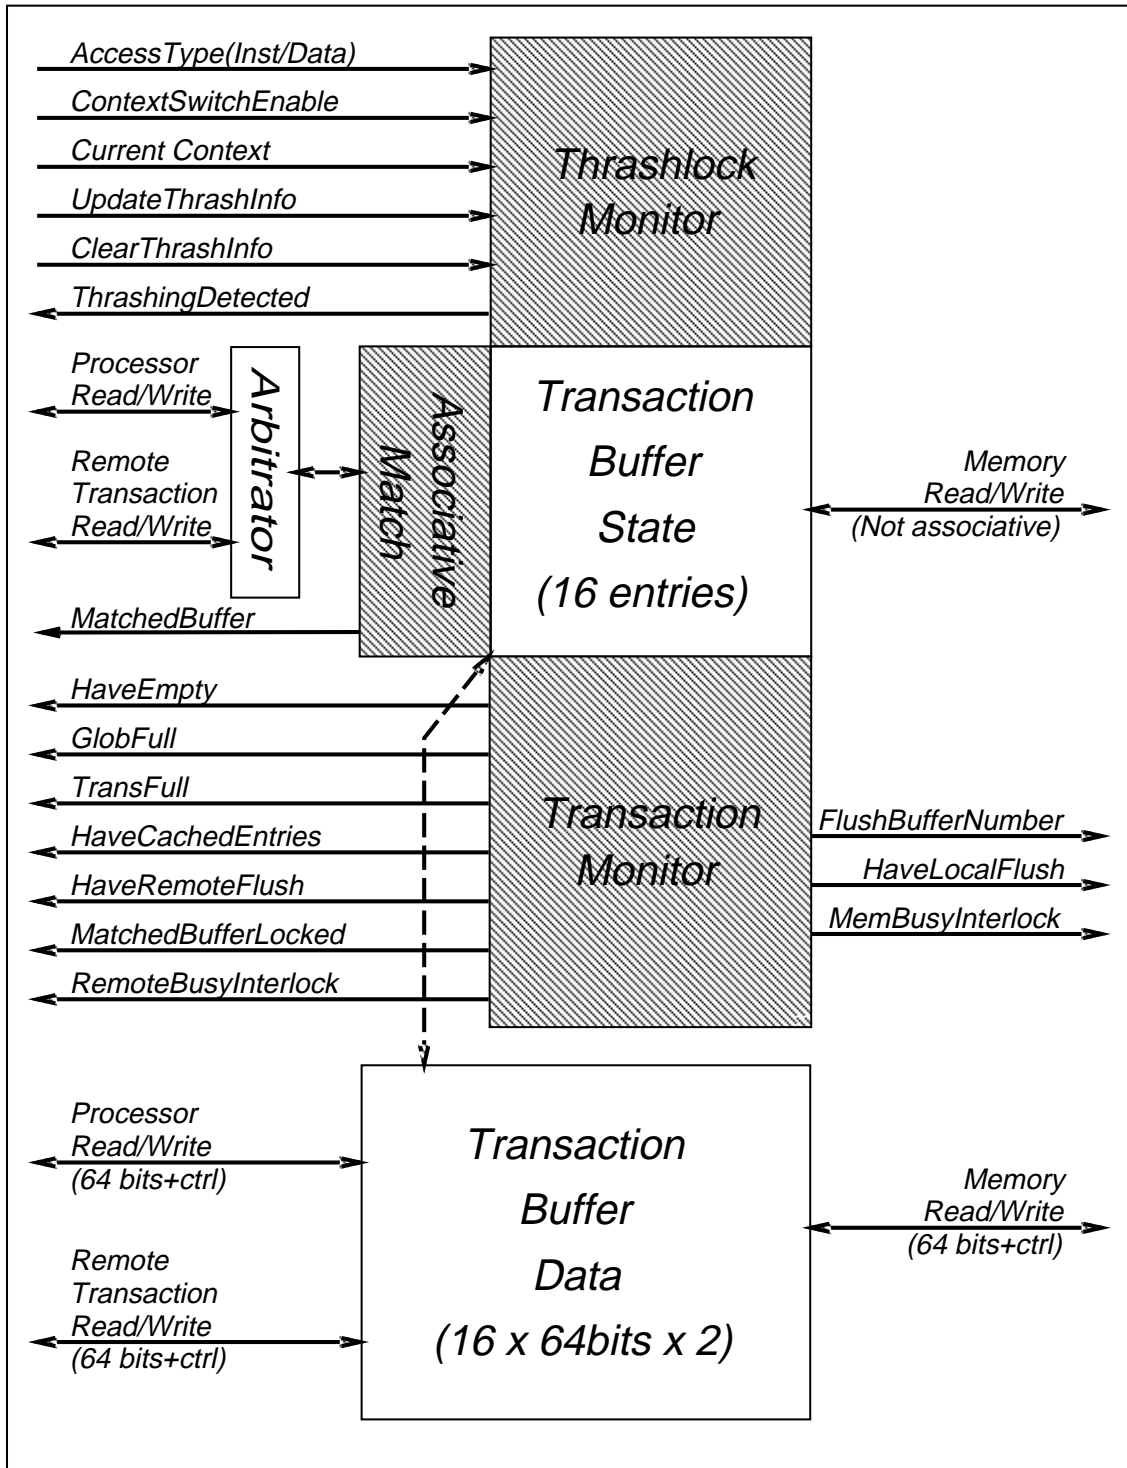 AccessType(Inst/Data)
ContextSwitchEnable
Current Context
UpdateThrashInfo
ClearThrashInfo
ThrashingDetected
Thrashlock
Monitor
Processor
Read/Write
Remote
Transaction
Read/Write
Arbitrator
Associative
Match
MatchedBuffer
Transaction
Buffer
State
(16 entries)
Memory
Read/Write
(Not associative)
HaveEmpty
GlobFull
TransFull
HaveCachedEntries
HaveRemoteFlush
MatchedBufferLocked
RemoteBusyInterlock
Transaction
Monitor
FlushBufferNumber
HaveLocalFlush
MemBusyInterlock
Processor
Read/Write
(64 bits+ctrl)
Remote
Transaction
Read/Write
(64 bits+ctrl)
Transaction
Buffer
Data
(16 x 64bits x 2)
Memory
Read/Write
(64 bits+ctrl)